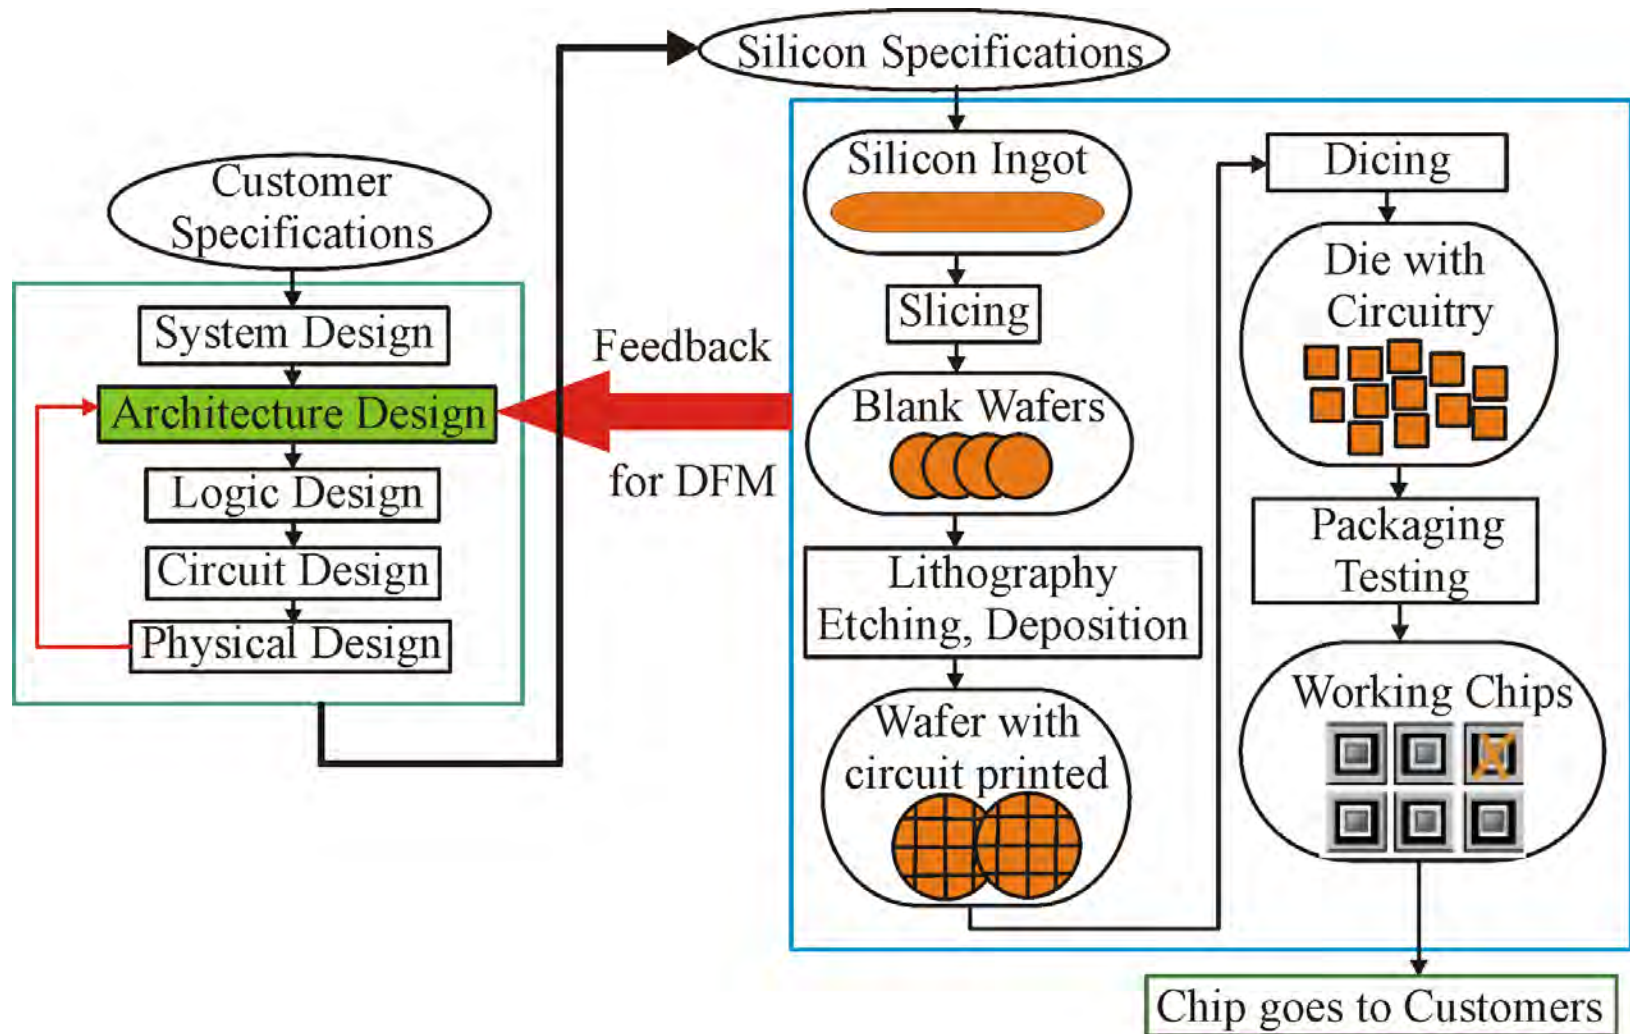 Silicon Specifications
Customer
Specifications
System Design
Architecture Design
Logic Design
Circuit Design
Physical Design
Feedback
for DFM
Silicon Ingot
Slicing
Blank Wafers
Lithography
Etching, Deposition
Wafer with
circuit printed
Dicing
Die with
Circuitry
Packaging
Testing
Working Chips
Chip goes to Customers